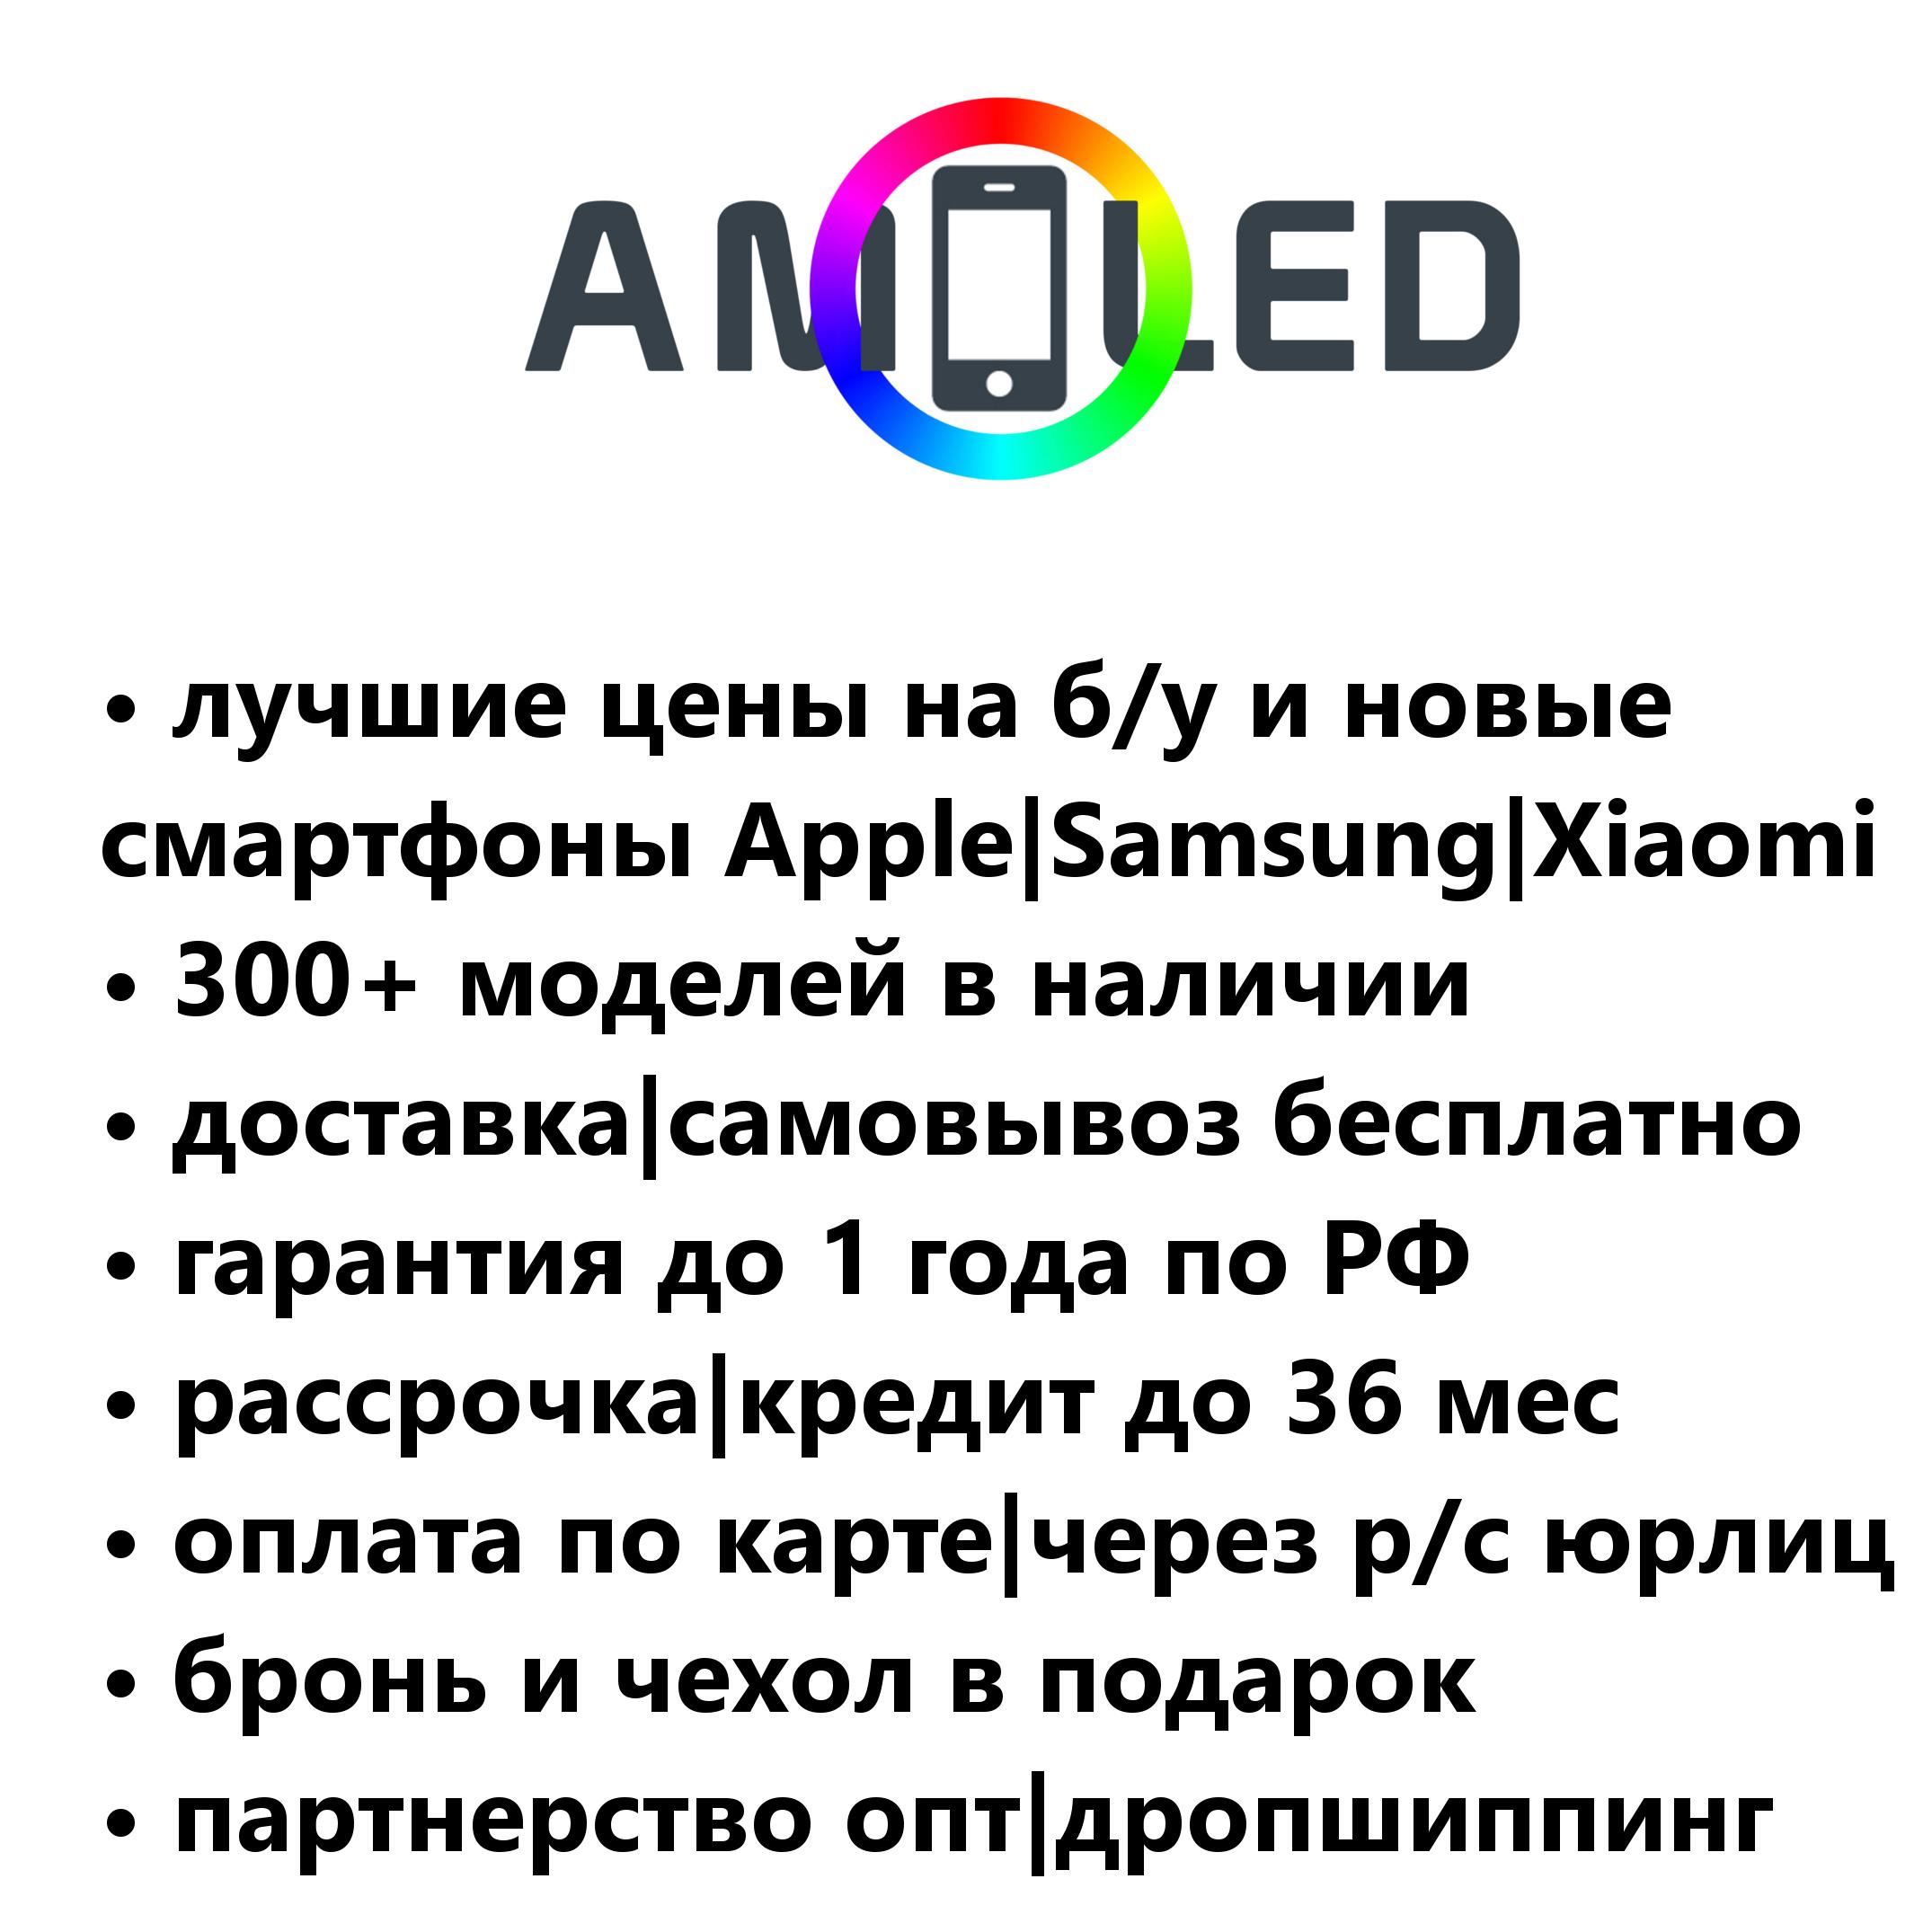 AMOLED
• лучшие цены на б/у и новые
смартфоны Apple|Samsung|Xiaomi
• 300+ моделей в наличии
• доставка|самовывоз бесплатно
• гарантия до 1 года по РФ
• рассрочка|кредит до 36 мес
• оплата по карте|через р/с юрлиц
• бронь и чехол в подарок
• партнерство опт|дропшиппинг